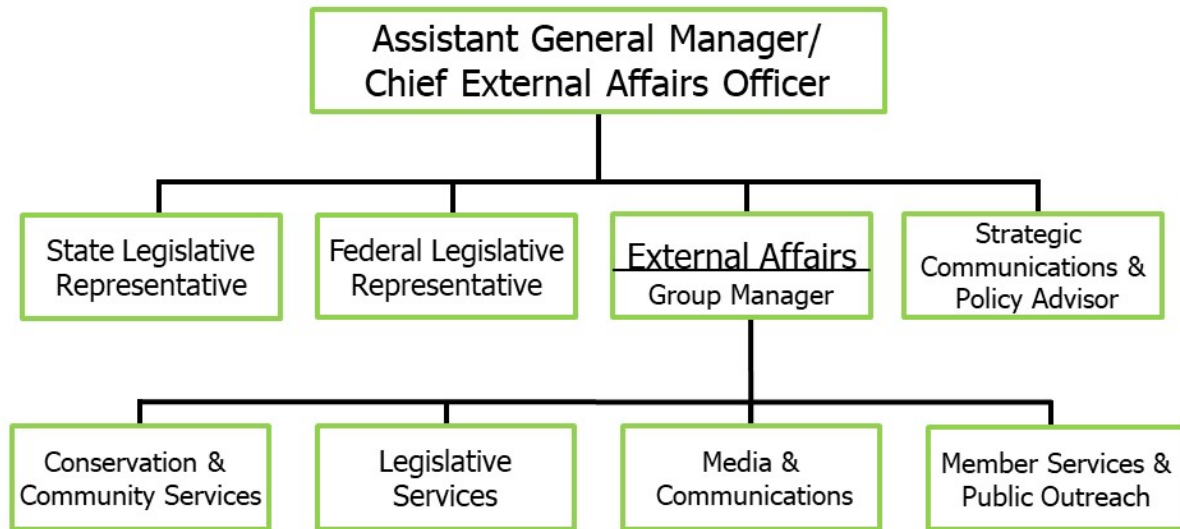 Assistant General Manager/
Chief External Affairs Officer
State Legislative
Representative
Federal Legislative
Representative
External Affairs
Group Manager
Strategic
Communications &
Policy Advisor
Conservation &
Community Services
Legislative
Services
Media &
Communications
Member Services &
Public Outreach